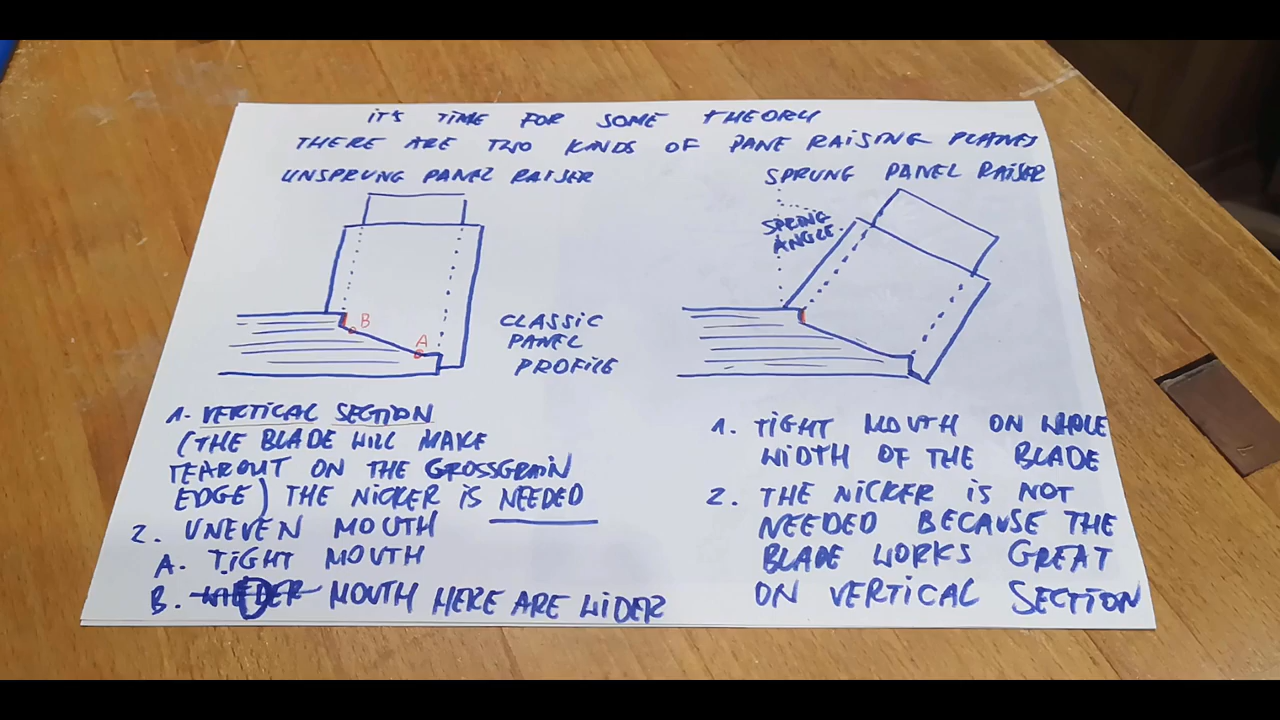 IT'S TIME FOR SOME THEORY
THERE ARE TWO KINDS OF PANE RAISING PLANES
UNSPRUNG PANEL RAISER
B
A
CLASSIC
PANEL
PROFILE
1. VERTICAL SECTION
(THE BLADE WILL MAKE
TEAROUT ON THE GROSSGRAIN
EDGE) THE NICKER IS NEEDED
2. UNEVEN MOUTH
A. TIGHT MOUTH
B. MOUTH HERE ARE WIDER
SPRUNG PANEL RAISER
SPRING
ANGLE
1. TIGHT MOUTH ON WHOLE
WIDTH OF THE BLADE
2. THE NICKER IS NOT
NEEDED BECAUSE THE
BLADE WORKS GREAT
ON VERTICAL SECTION